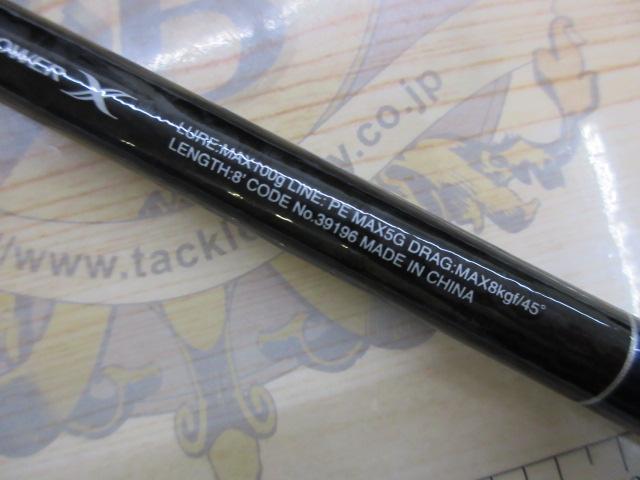 POWER X
LURE:MAX100g LINE: PE MAX5G DRAG:MAX8kgf/45°
LENGTH:8' CODE No.39196 MADE IN CHINA
.co.jp
//www.tackle